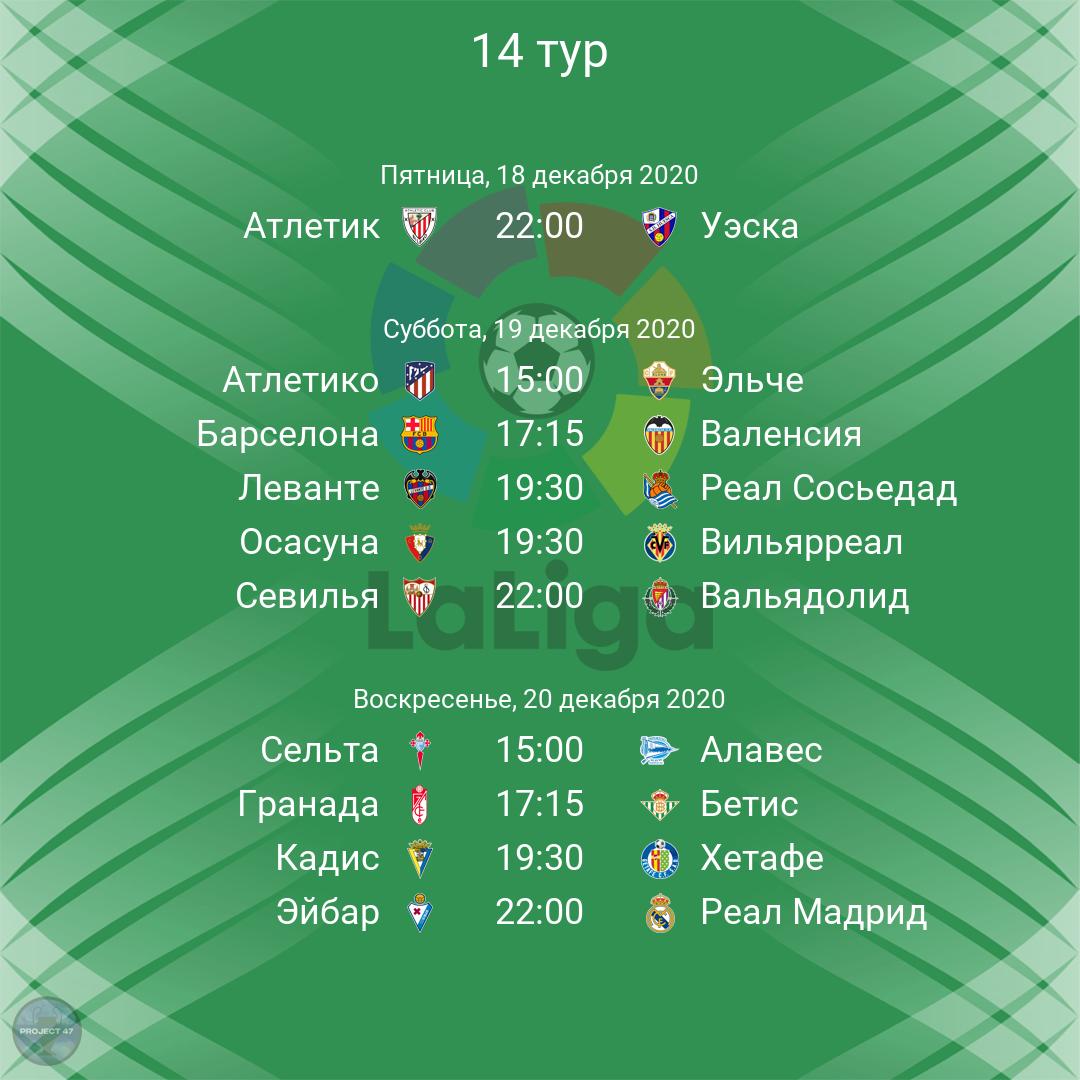 14 тур
Пятница, 18 декабря 2020
Атлетик 22:00 Уэска
Суббота, 19 декабря 2020
Атлетико 15:00 Эльче
Барселона 17:15 Валенсия
Леванте 19:30 Реал Сосьедад
Осасуна 19:30 Вильярреал
Севилья 22:00 Вальядолид
LaLiga
Воскресенье, 20 декабря 2020
Сельта 15:00 Алавес
Гранада 17:15 Бетис
Кадис 19:30 Хетафе
Эйбар 22:00 Реал Мадрид
PROJECT 47